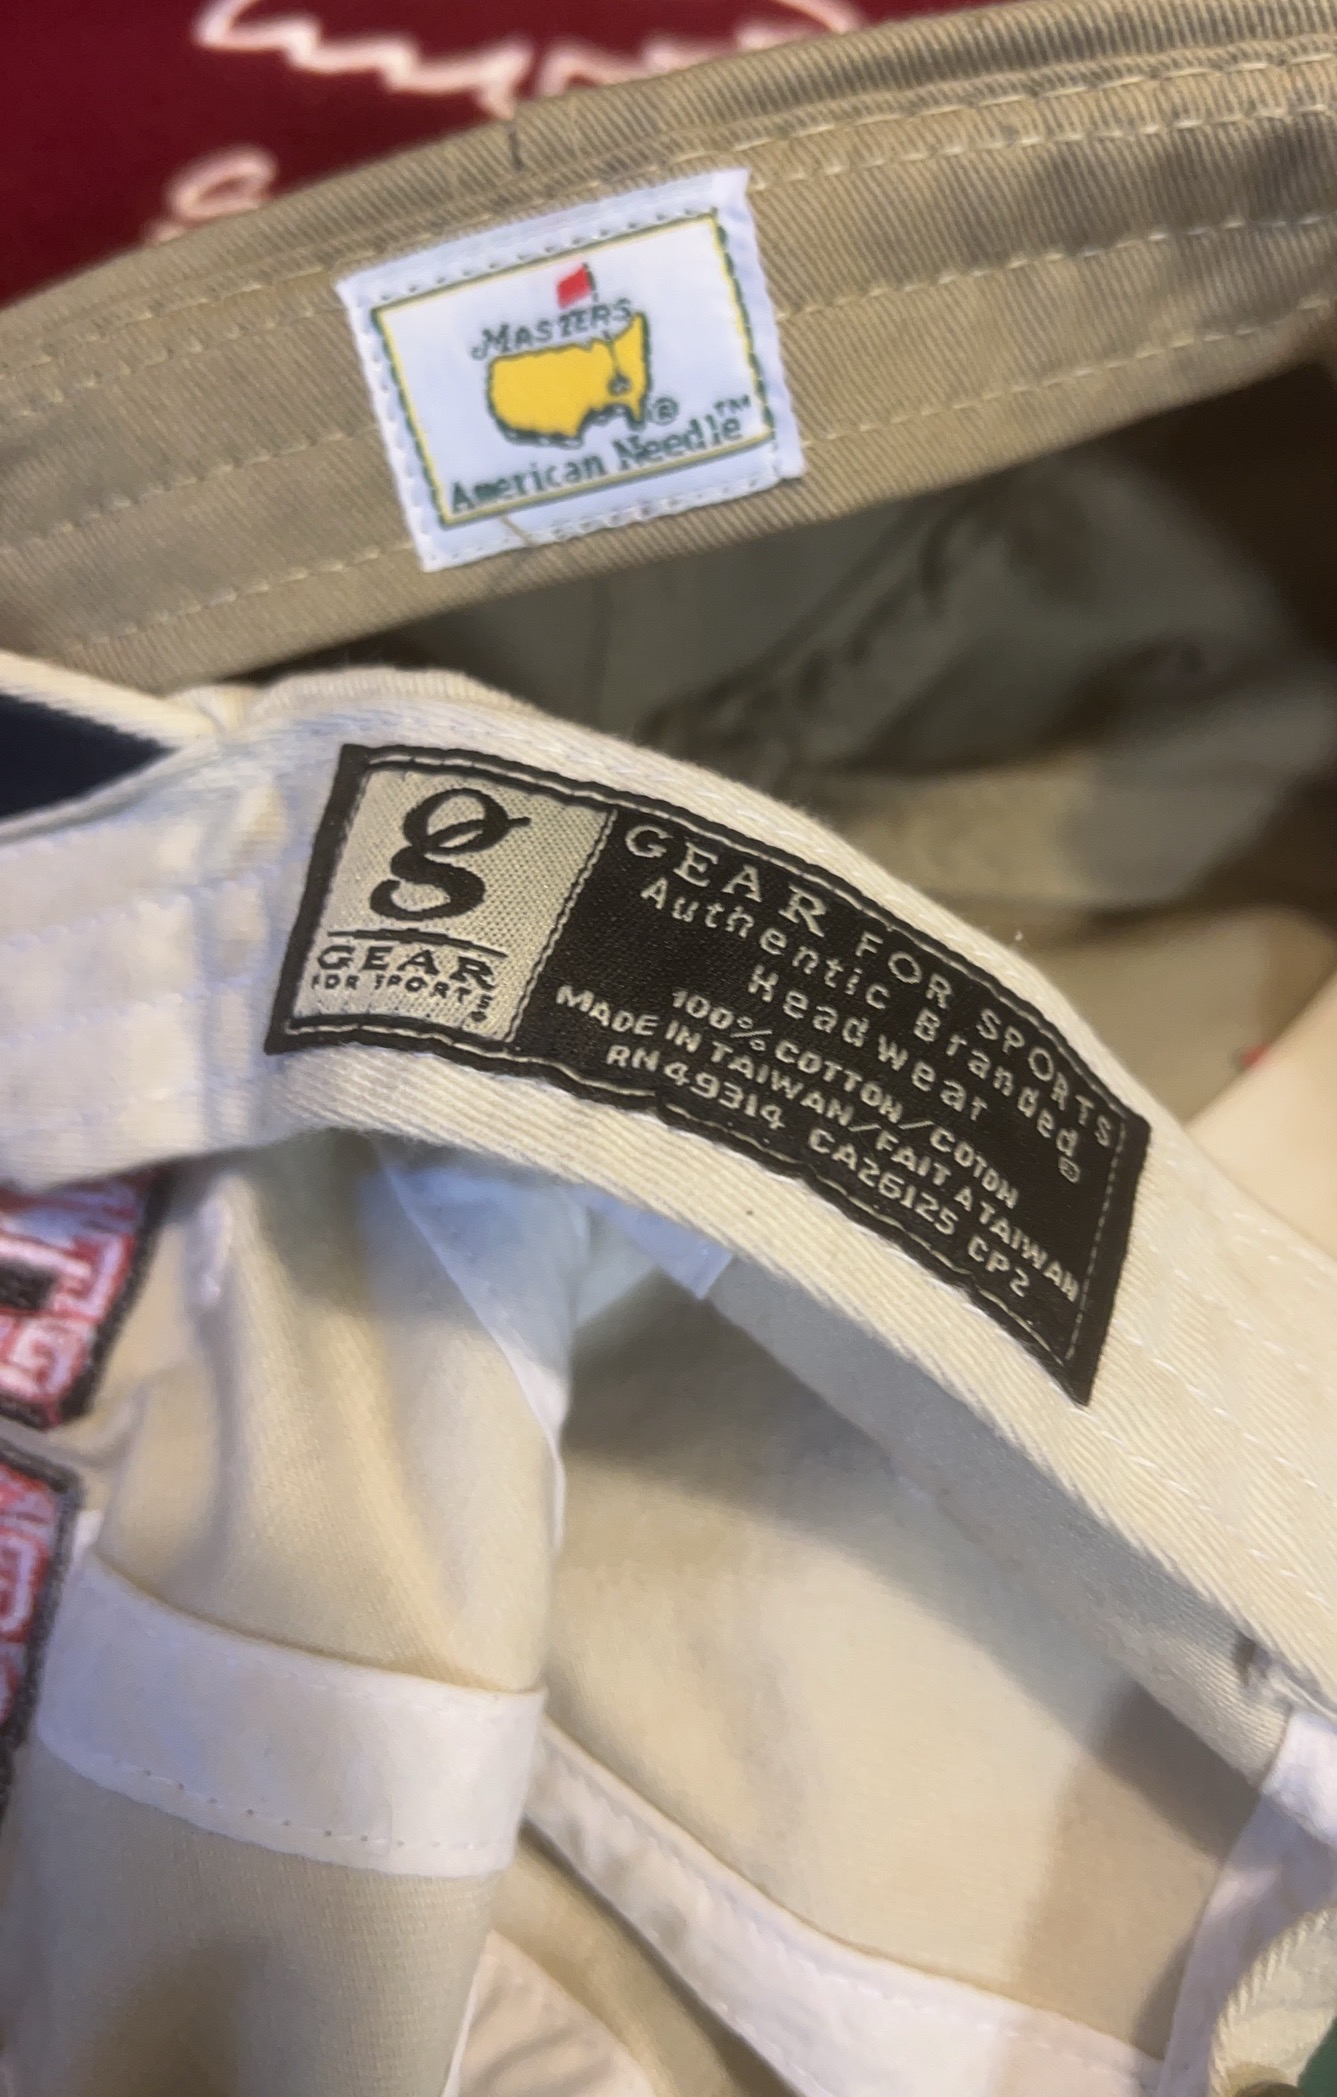 MASTERS
®
American Needle™
g
GEAR
FOR SPORTS®
GEAR FOR SPORTS
Authentic Branded®
Headwear
100% COTTON/COTON
MADE IN TAIWAN/FAIT A TAIWAN
RN49314 CA26125 CP2